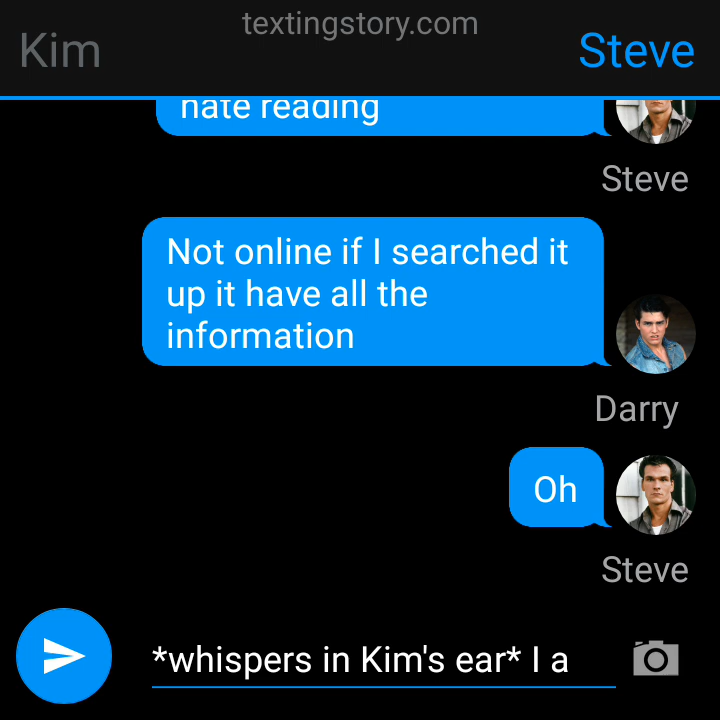 textingstory.com
Kim
Steve
hate reading
Steve
Not online if I searched it
up it have all the
information
Darry
Oh
Steve
*whispers in Kim's ear* I a